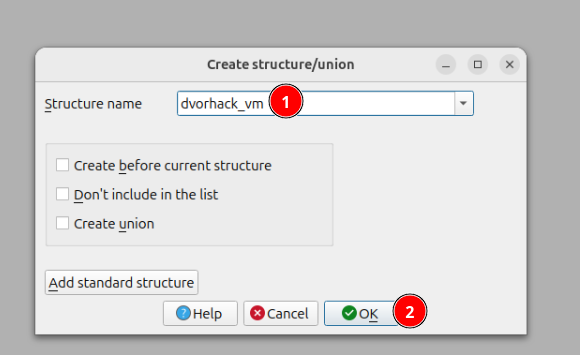 Create structure/union
Structure name dvorhack_vm 1
Create before current structure
Don't include in the list
Create union
Add standard structure
Help Cancel OK 2